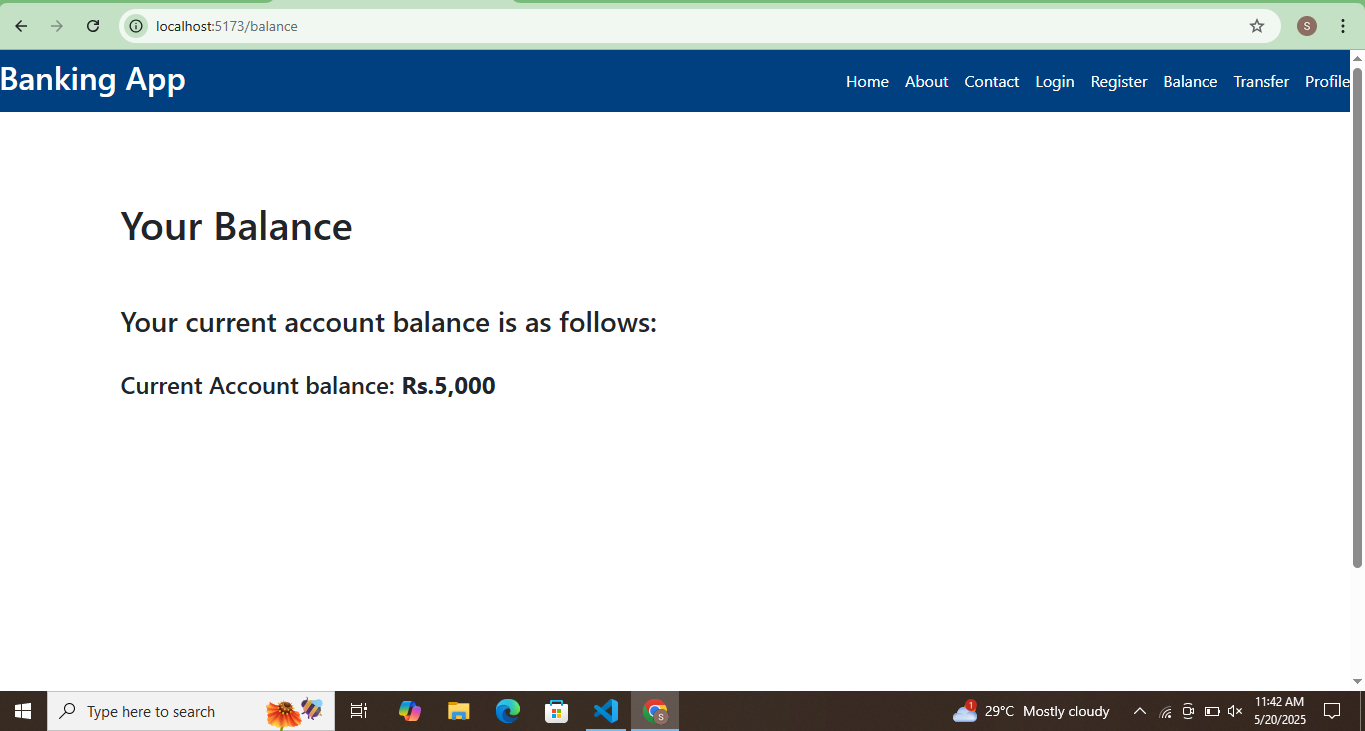 localhost:5173/balance
S
Banking App
Home About Contact Login Register Balance Transfer Profile
Your Balance
Your current account balance is as follows:
Current Account balance: Rs.5,000
Type here to search
S
1
29°C Mostly cloudy
11:42 AM
5/20/2025